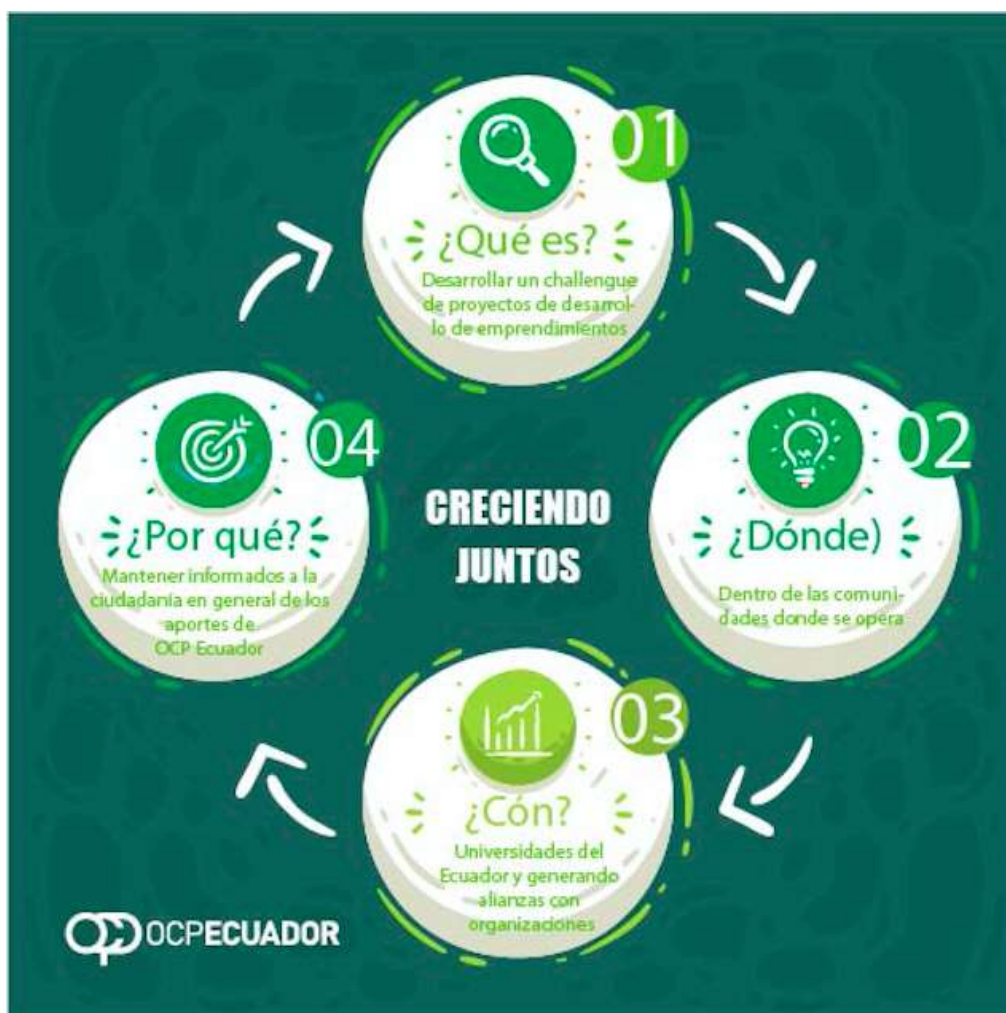 01
¿Qué es?
Desarrollar un challengue
de proyectos de desarrol-
lo de emprendimientos
02
¿Dónde)
Dentro de las comuni-
dades donde se opera
03
¿Cón?
Universidades del
Ecuador y generando
alianzas con
organizaciones
04
¿Por qué?
Mantener informados a la
ciudadanía en general de los
aportes de
OCP Ecuador
CRECIENDO
JUNTOS
OCPECUADOR